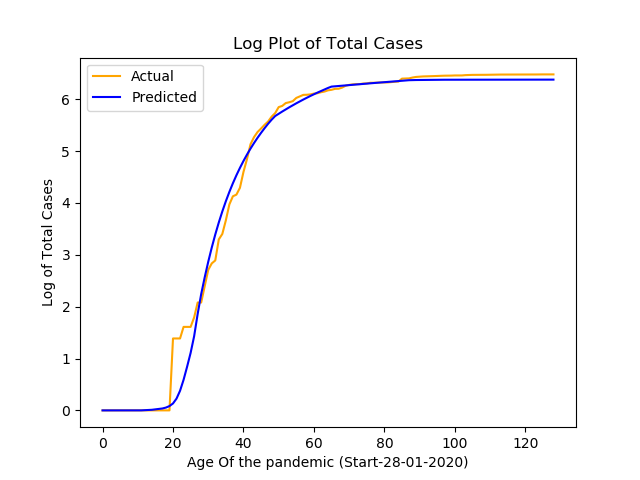 Log Plot of Total Cases
Actual
Predicted
Log of Total Cases
6
5
4
3
2
1
0
0 20 40 60 80 100 120
Age Of the pandemic (Start-28-01-2020)